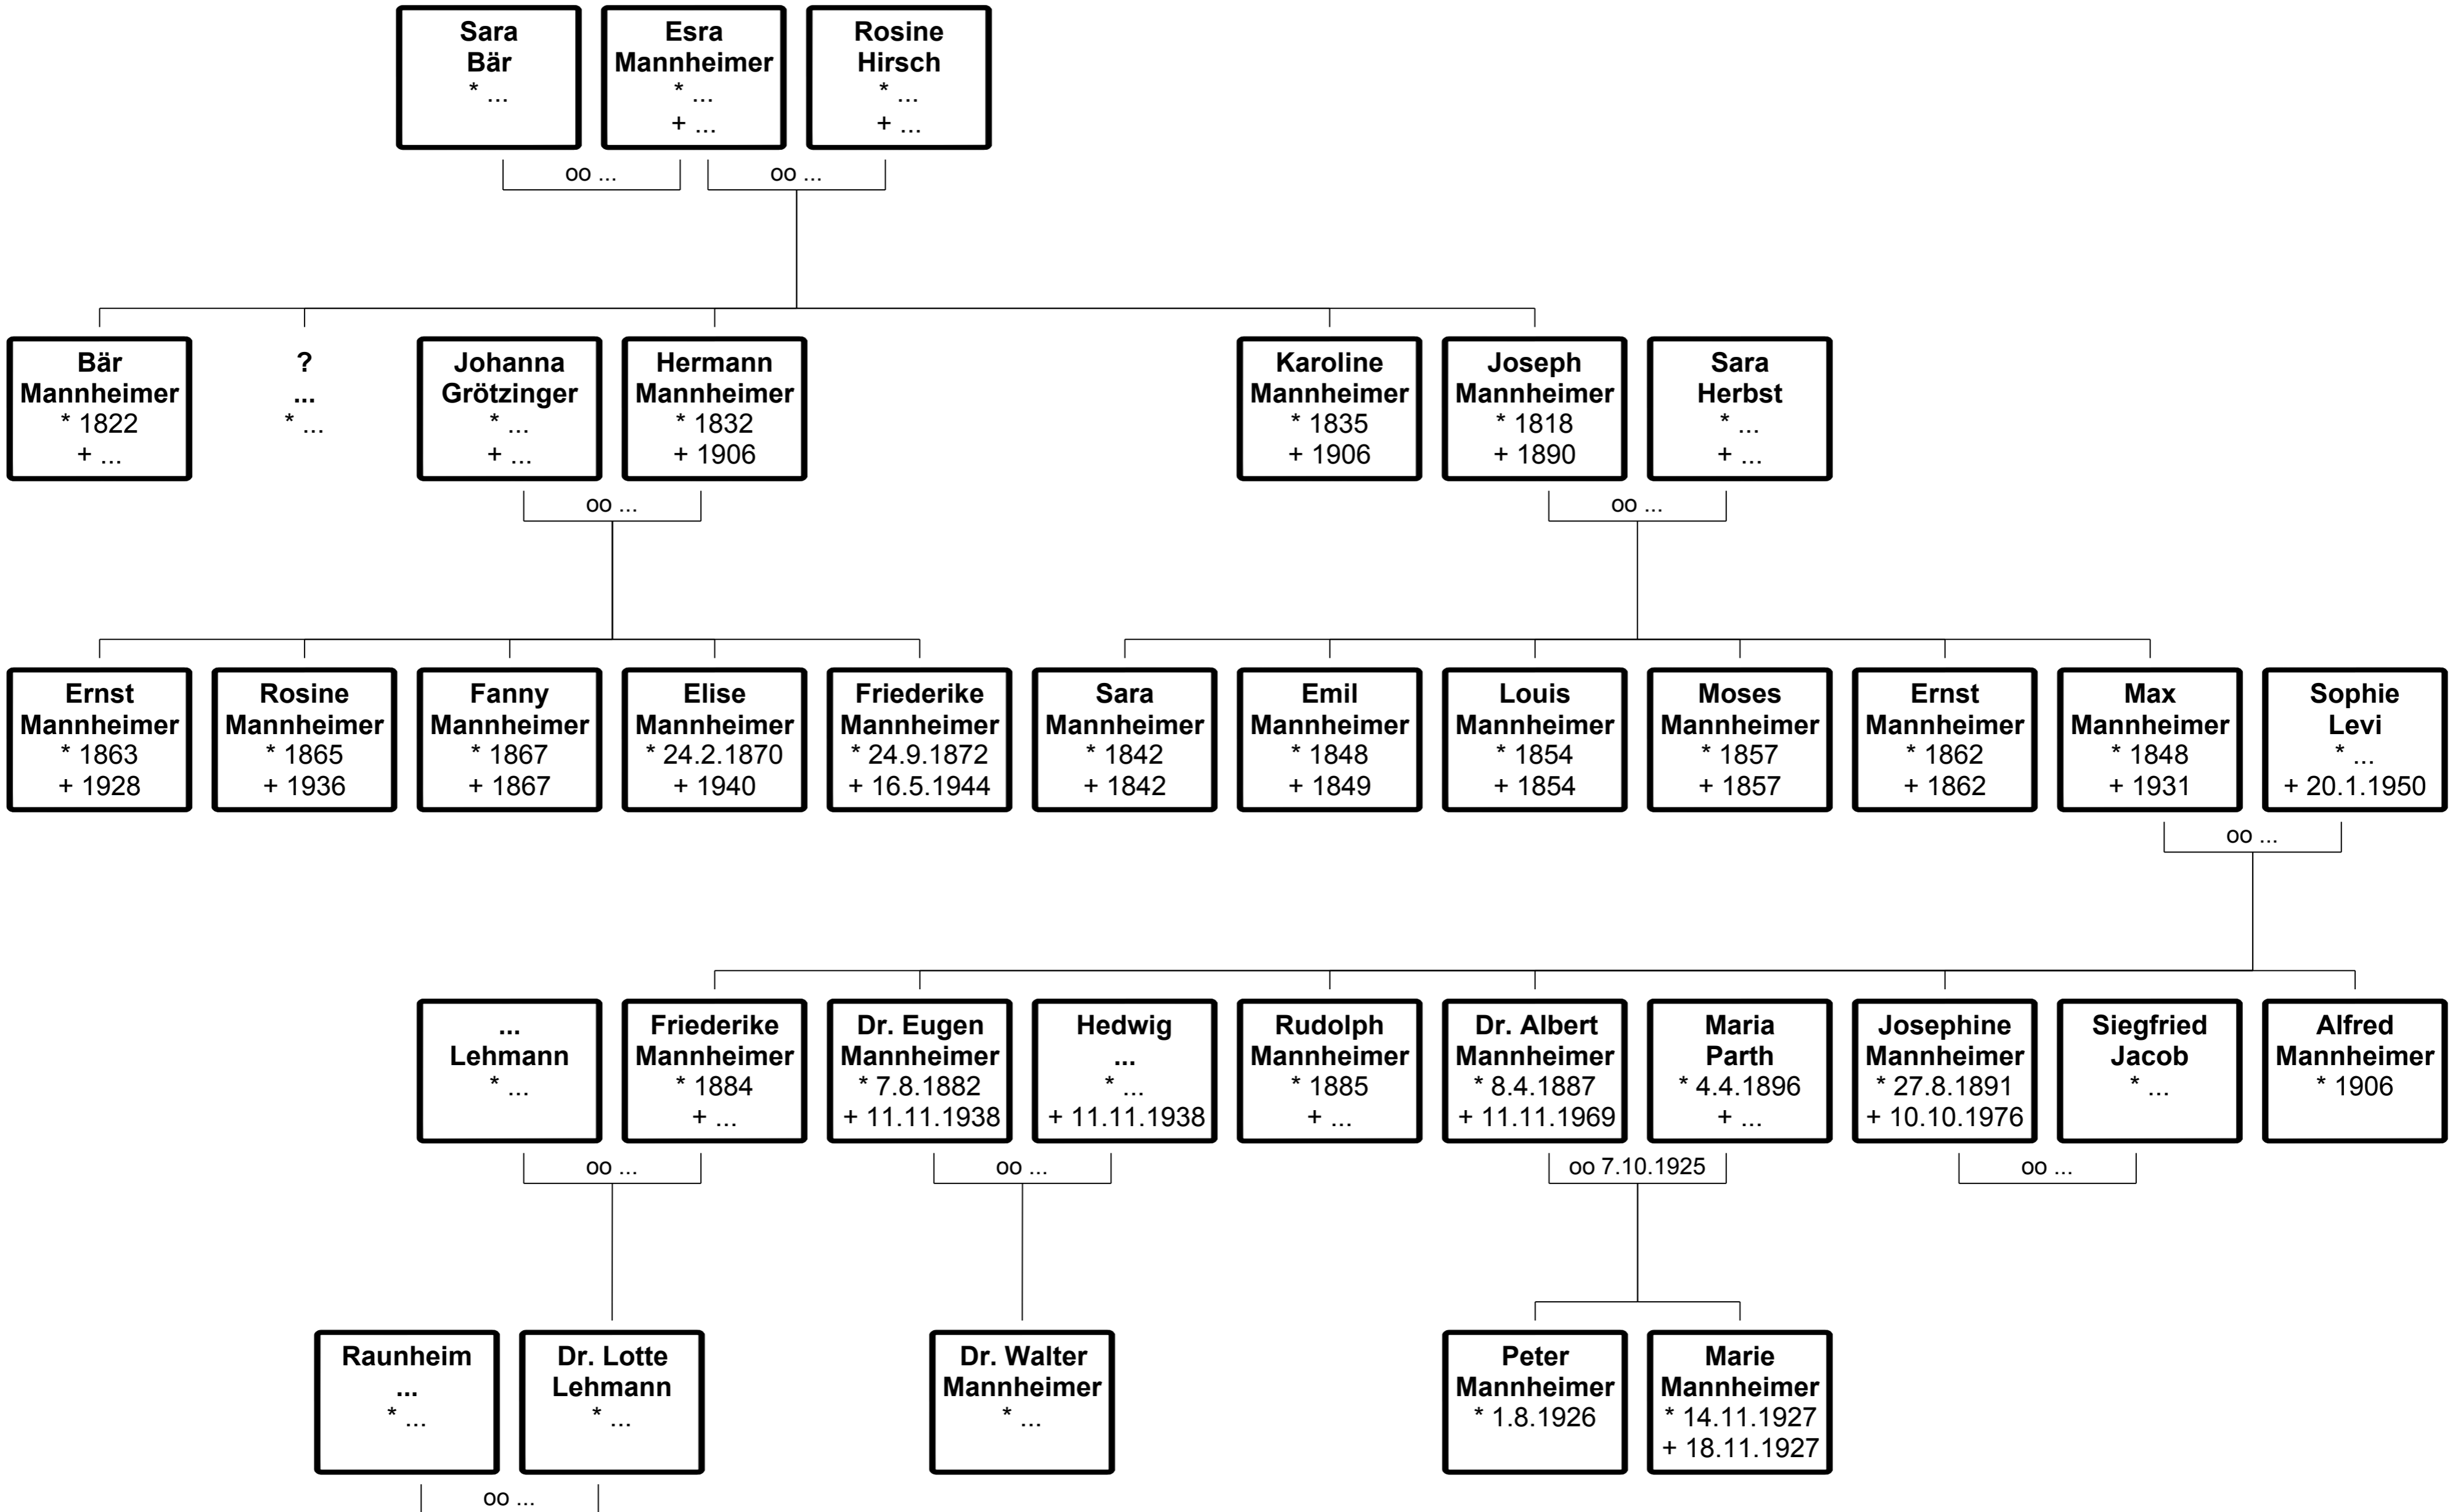 Sara
Bär
* ...
Esra
Mannheimer
* ...
+ ...
Rosine
Hirsch
* ...
+ ...
oo ...
oo ...
Bär
Mannheimer
* 1822
+ ...
?
...
* ...
Johanna
Grötzinger
* ...
+ ...
Hermann
Mannheimer
* 1832
+ 1906
Karoline
Mannheimer
* 1835
+ 1906
Joseph
Mannheimer
* 1818
+ 1890
Sara
Herbst
* ...
+ ...
oo ...
oo ...
Ernst
Mannheimer
* 1863
+ 1928
Rosine
Mannheimer
* 1865
+ 1936
Fanny
Mannheimer
* 1867
+ 1867
Elise
Mannheimer
* 24.2.1870
+ 1940
Friederike
Mannheimer
* 24.9.1872
+ 16.5.1944
Sara
Mannheimer
* 1842
+ 1842
Emil
Mannheimer
* 1848
+ 1849
Louis
Mannheimer
* 1854
+ 1854
Moses
Mannheimer
* 1857
+ 1857
Ernst
Mannheimer
* 1862
+ 1862
Max
Mannheimer
* 1848
+ 1931
Sophie
Levi
* ...
+ 20.1.1950
oo ...
...
Lehmann
* ...
Friederike
Mannheimer
* 1884
+ ...
Dr. Eugen
Mannheimer
* 7.8.1882
+ 11.11.1938
Hedwig
...
* ...
+ 11.11.1938
Rudolph
Mannheimer
* 1885
+ ...
Dr. Albert
Mannheimer
* 8.4.1887
+ 11.11.1969
Maria
Parth
* 4.4.1896
+ ...
Josephine
Mannheimer
* 27.8.1891
+ 10.10.1976
Siegfried
Jacob
* ...
Alfred
Mannheimer
* 1906
oo ...
oo ...
oo 7.10.1925
oo ...
Raunheim
...
* ...
Dr. Lotte
Lehmann
* ...
Dr. Walter
Mannheimer
* ...
Peter
Mannheimer
* 1.8.1926
Marie
Mannheimer
* 14.11.1927
+ 18.11.1927
oo ...